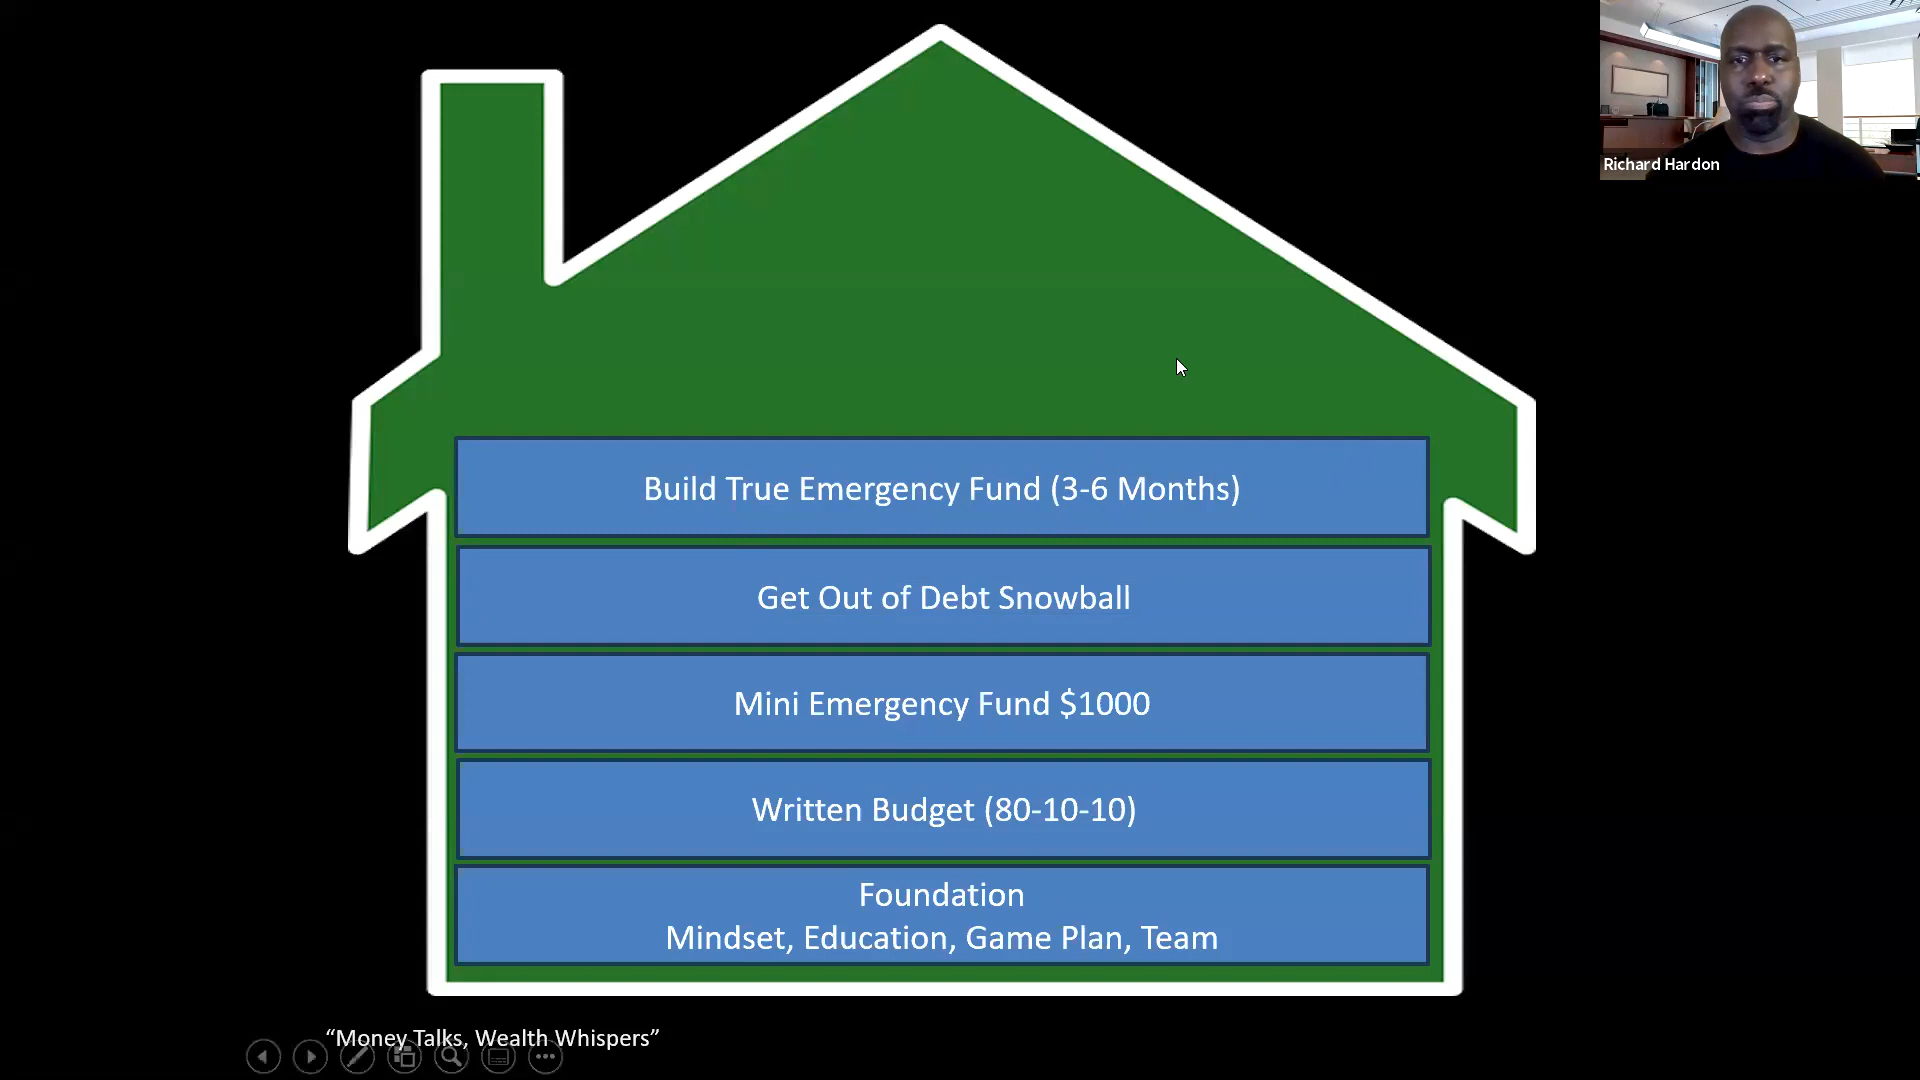 Richard Hardon
Build True Emergency Fund (3-6 Months)
Get Out of Debt Snowball
Mini Emergency Fund $1000
Written Budget (80-10-10)
Foundation
Mindset, Education, Game Plan, Team
“Money Talks, Wealth Whispers”